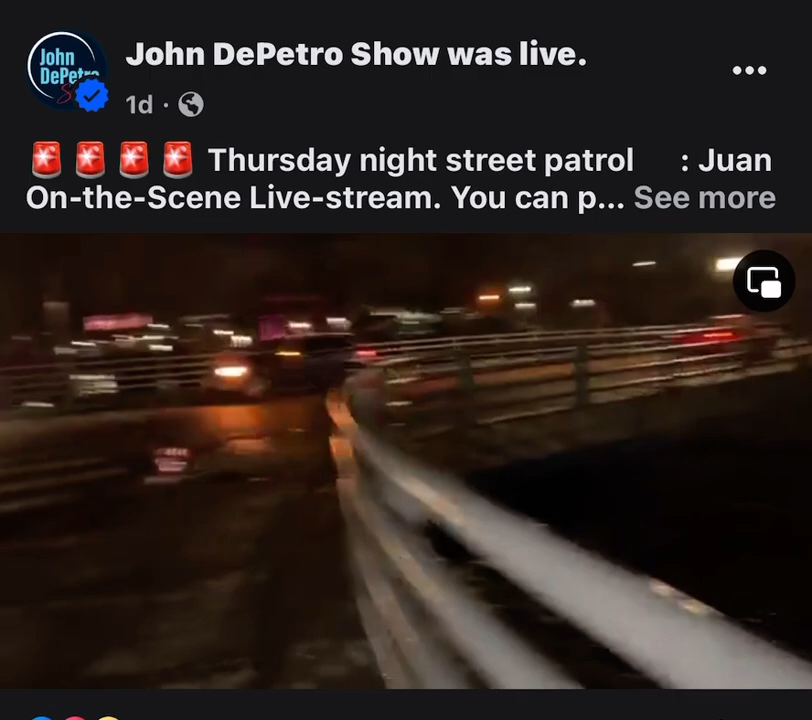 John
DePetro
John DePetro Show was live.
1d ·
🚨 🚨 🚨 🚨 Thursday night street patrol : Juan
On-the-Scene Live-stream. You can p... See more